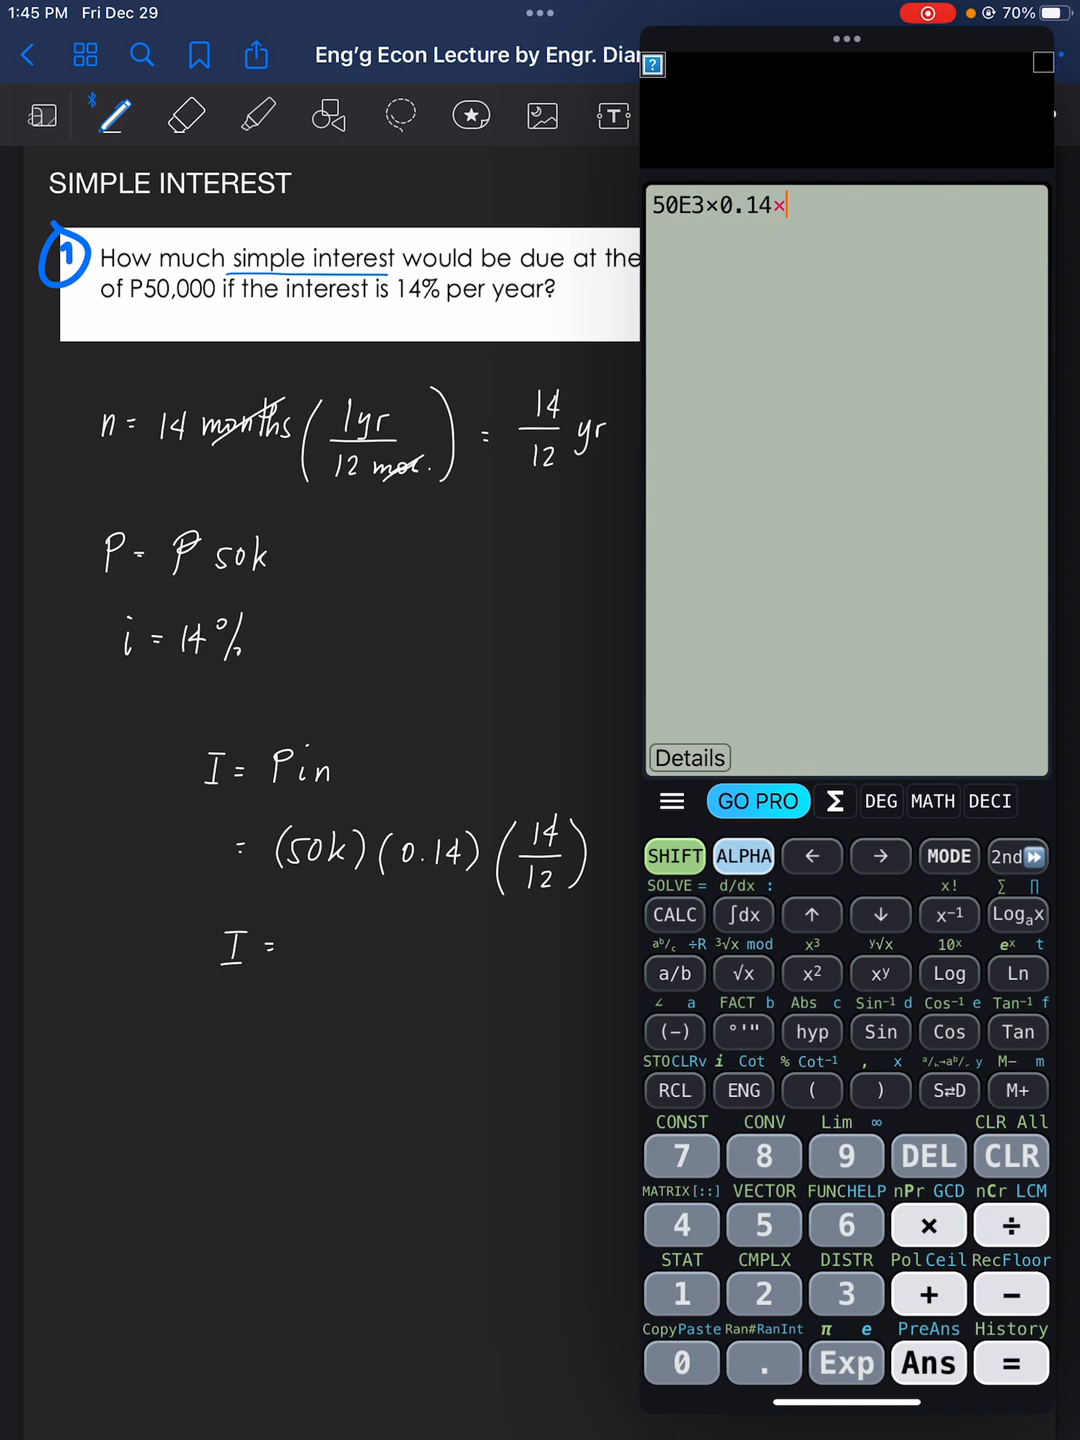 1:45 PM Fri Dec 29
70%
Eng'g Econ Lecture by Engr. Diar
SIMPLE INTEREST
1
How much simple interest would be due at the
of P50,000 if the interest is 14% per year?
n = 14 months (1yr / 12 mos.) = 14/12 yr
P = ₱ 50k
i = 14%
I = Pin
= (50k)(0.14)(14/12)
I =
?
50E3×0.14×
Details
GO PRO Σ DEG MATH DECI
SHIFT ALPHA ← → MODE 2nd
SOLVE = d/dx : x! Σ ∏
CALC ∫dx ↑ ↓ x⁻¹ Logₐx
aᵇ/c ÷R ³√x mod x³ ʸ√x 10ˣ eˣ t
a/b √x x² xʸ Log Ln
∠ a FACT b Abs c Sin⁻¹ d Cos⁻¹ e Tan⁻¹ f
(−) °'" hyp Sin Cos Tan
STO CLRv i Cot % Cot⁻¹ , x y M− m
RCL ENG ( ) S⇄D M+
CONST CONV Lim ∞ CLR All
7 8 9 DEL CLR
MATRIX [::] VECTOR FUNC HELP nPr GCD nCr LCM
4 5 6 × ÷
STAT CMPLX DISTR Pol Ceil Rec Floor
1 2 3 + −
Copy Paste Ran# RanInt π e PreAns History
0 . Exp Ans =